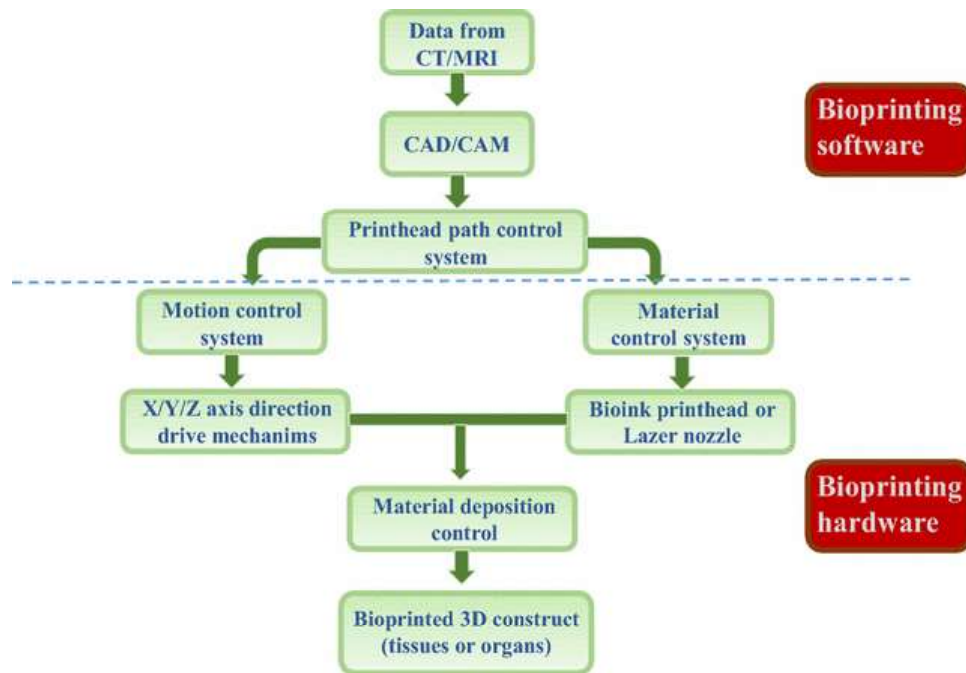 Data from
CT/MRI
Bioprinting
software
CAD/CAM
Printhead path control
system
Motion control
system
Material
control system
X/Y/Z axis direction
drive mechanims
Bioink printhead or
Lazer nozzle
Bioprinting
hardware
Material deposition
control
Bioprinted 3D construct
(tissues or organs)